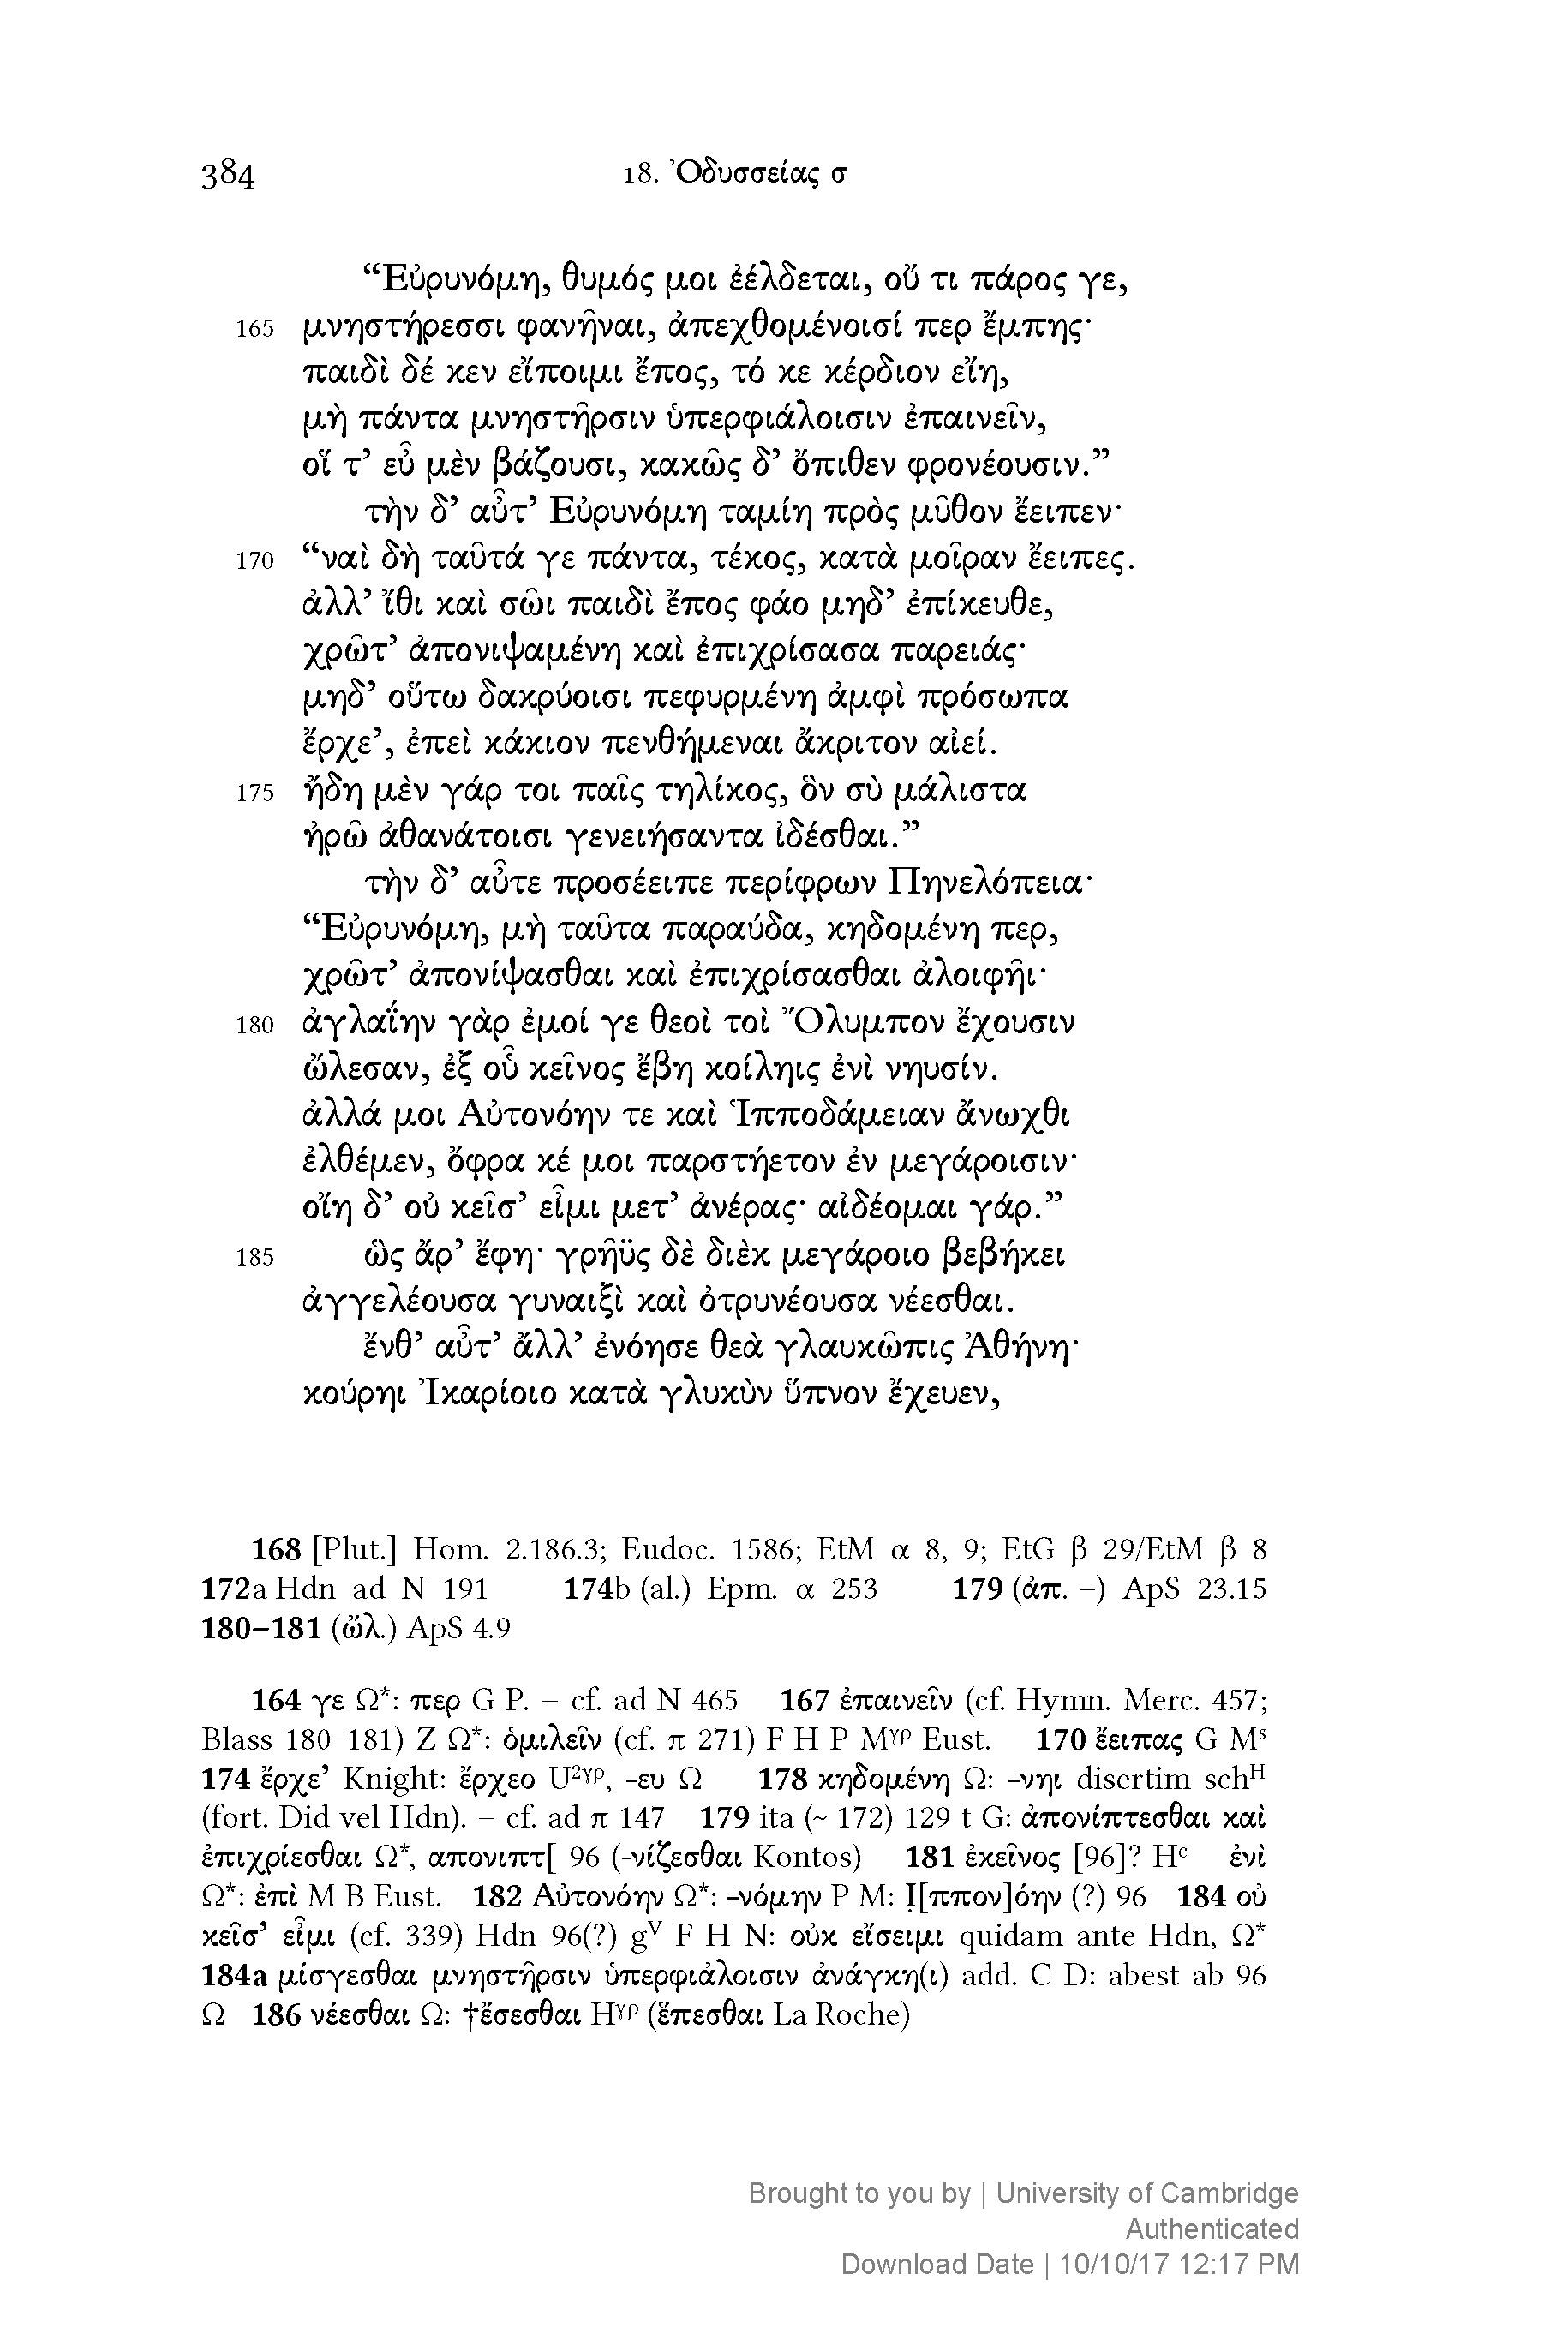 384 18. Ὀδυσσείας σ
“Εὐρυνόμη, θυμός μοι ἐέλδεται, οὔ τι πάρος γε,
165 μνηστήρεσσι φανῆναι, ἀπεχθομένοισί περ ἔμπης·
παιδὶ δέ κεν εἴποιμι ἔπος, τό κε κέρδιον εἴη,
μὴ πάντα μνηστῆρσιν ὑπερφιάλοισιν ἐπαινεῖν,
οἵ τ’ εὖ μὲν βάζουσι, κακῶς δ’ ὄπιθεν φρονέουσιν.”
τὴν δ’ αὖτ’ Εὐρυνόμη ταμίη πρὸς μῦθον ἔειπεν·
170 “ναὶ δὴ ταῦτά γε πάντα, τέκος, κατὰ μοῖραν ἔειπες.
ἀλλ’ ἴθι καὶ σῶι παιδὶ ἔπος φάο μηδ’ ἐπίκευθε,
χρῶτ’ ἀπονιψαμένη καὶ ἐπιχρίσασα παρειάς·
μηδ’ οὕτω δακρύοισι πεφυρμένη ἀμφὶ πρόσωπα
ἔρχε’, ἐπεὶ κάκιον πενθήμεναι ἄκριτον αἰεί.
175 ἤδη μὲν γάρ τοι παῖς τηλίκος, ὃν σὺ μάλιστα
ἠρῶ ἀθανάτοισι γενειήσαντα ἰδέσθαι.”
τὴν δ’ αὖτε προσέειπε περίφρων Πηνελόπεια·
“Εὐρυνόμη, μὴ ταῦτα παραύδα, κηδομένη περ,
χρῶτ’ ἀπονίψασθαι καὶ ἐπιχρίσασθαι ἀλοιφῆι·
180 ἀγλαΐην γὰρ ἐμοί γε θεοὶ τοὶ Ὄλυμπον ἔχουσιν
ὤλεσαν, ἐξ οὗ κεῖνος ἔβη κοίληις ἐνὶ νηυσίν.
ἀλλά μοι Αὐτονόην τε καὶ Ἱπποδάμειαν ἄνωχθι
ἐλθέμεν, ὄφρα κέ μοι παρστήετον ἐν μεγάροισιν·
οἴη δ’ οὐ κεῖσ’ εἶμι μετ’ ἀνέρας· αἰδέομαι γάρ.”
185 ὣς ἄρ’ ἔφη· γρηῢς δὲ διὲκ μεγάροιο βεβήκει
ἀγγελέουσα γυναιξὶ καὶ ὀτρυνέουσα νέεσθαι.
ἔνθ’ αὖτ’ ἄλλ’ ἐνόησε θεὰ γλαυκῶπις Ἀθήνη·
κούρηι Ἰκαρίοιο κατὰ γλυκὺν ὕπνον ἔχευεν,
168 [Plut.] Hom. 2.186.3; Eudoc. 1586; EtM α 8, 9; EtG β 29/EtM β 8
172a Hdn ad N 191 174b (al.) Epm. α 253 179 (ἀπ. –) ApS 23.15
180–181 (ὤλ.) ApS 4.9
164 γε Ω*: περ G P. – cf. ad N 465 167 ἐπαινεῖν (cf. Hymn. Merc. 457;
Blass 180–181) Z Ω*: ὁμιλεῖν (cf. π 271) F H P Mγρ Eust. 170 ἔειπας G Ms
174 ἔρχε’ Knight: ἔρχεο U2γρ, -ευ Ω 178 κηδομένη Ω: -νηι disertim schH
(fort. Did vel Hdn). – cf. ad π 147 179 ita (~ 172) 129 t G: ἀπονίπτεσθαι καὶ
ἐπιχρίεσθαι Ω*, απονιπτ[ 96 (-νίζεσθαι Kontos) 181 ἐκεῖνος [96]? Hc ἐνὶ
Ω*: ἐπὶ M B Eust. 182 Αὐτονόην Ω*: -νόμην P M: Ι̣[ππον]όην (?) 96 184 οὐ
κεῖσ’ εἶμι (cf. 339) Hdn 96(?) gV F H N: οὐκ εἴσειμι quidam ante Hdn, Ω*
184a μίσγεσθαι μνηστῆρσιν ὑπερφιάλοισιν ἀνάγκη(ι) add. C D: abest ab 96
Ω 186 νέεσθαι Ω: †ἔσεσθαι Hγρ (ἕπεσθαι La Roche)
Brought to you by | University of Cambridge
Authenticated
Download Date | 10/10/17 12:17 PM